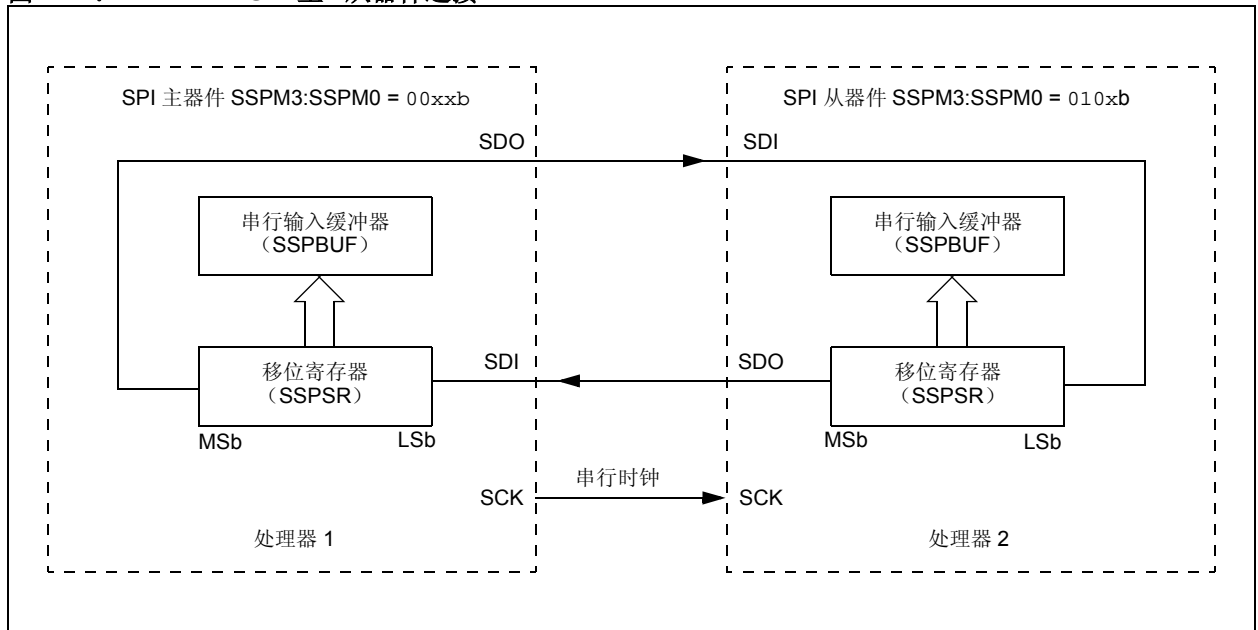 SPI 主器件 SSPM3:SSPM0 = 00xxb
SPI 从器件 SSPM3:SSPM0 = 010xb
SDO
SDI
串行输入缓冲器
（SSPBUF）
串行输入缓冲器
（SSPBUF）
移位寄存器
（SSPSR）
SDI
SDO
移位寄存器
（SSPSR）
MSb
LSb
MSb
LSb
串行时钟
SCK
SCK
处理器 1
处理器 2